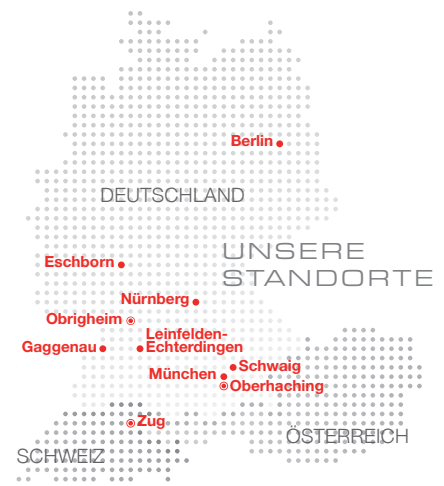 Berlin
DEUTSCHLAND
UNSERE
STANDORTE
Eschborn
Nürnberg
Obrigheim
Leinfelden-
Echterdingen
Gaggenau
Schwaig
München
Oberhaching
Zug
ÖSTERREICH
SCHWEIZ